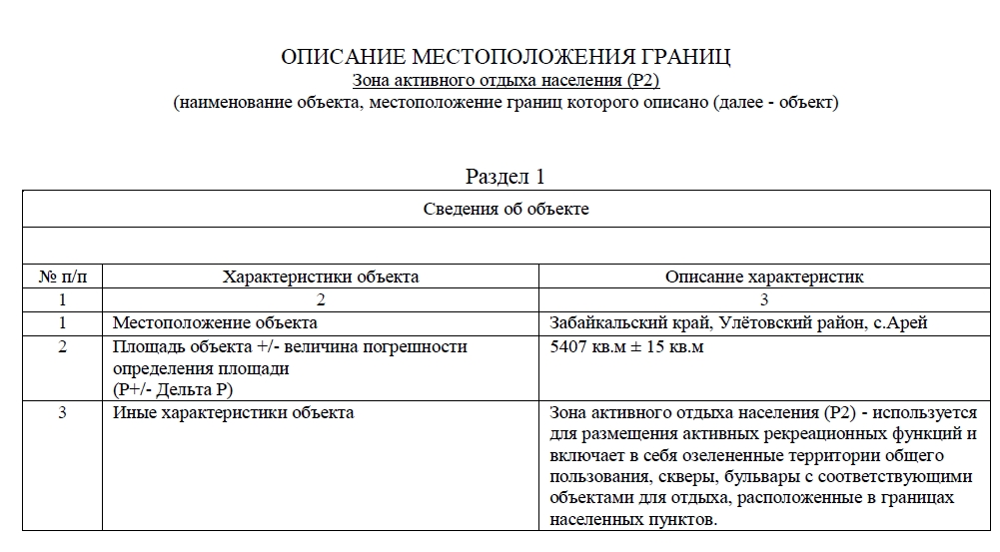 ОПИСАНИЕ МЕСТОПОЛОЖЕНИЯ ГРАНИЦ
Зона активного отдыха населения (Р2)
(наименование объекта, местоположение границ которого описано (далее - объект)
Раздел 1
Сведения об объекте
№ п/п Характеристики объекта Описание характеристик
1 2 3
1 Местоположение объекта Забайкальский край, Улётовский район, с.Арей
2 Площадь объекта +/- величина погрешности 5407 кв.м ± 15 кв.м
определения площади
(Р+/- Дельта Р)
3 Иные характеристики объекта Зона активного отдыха населения (Р2) - используется
для размещения активных рекреационных функций и
включает в себя озелененные территории общего
пользования, скверы, бульвары с соответствующими
объектами для отдыха, расположенные в границах
населенных пунктов.